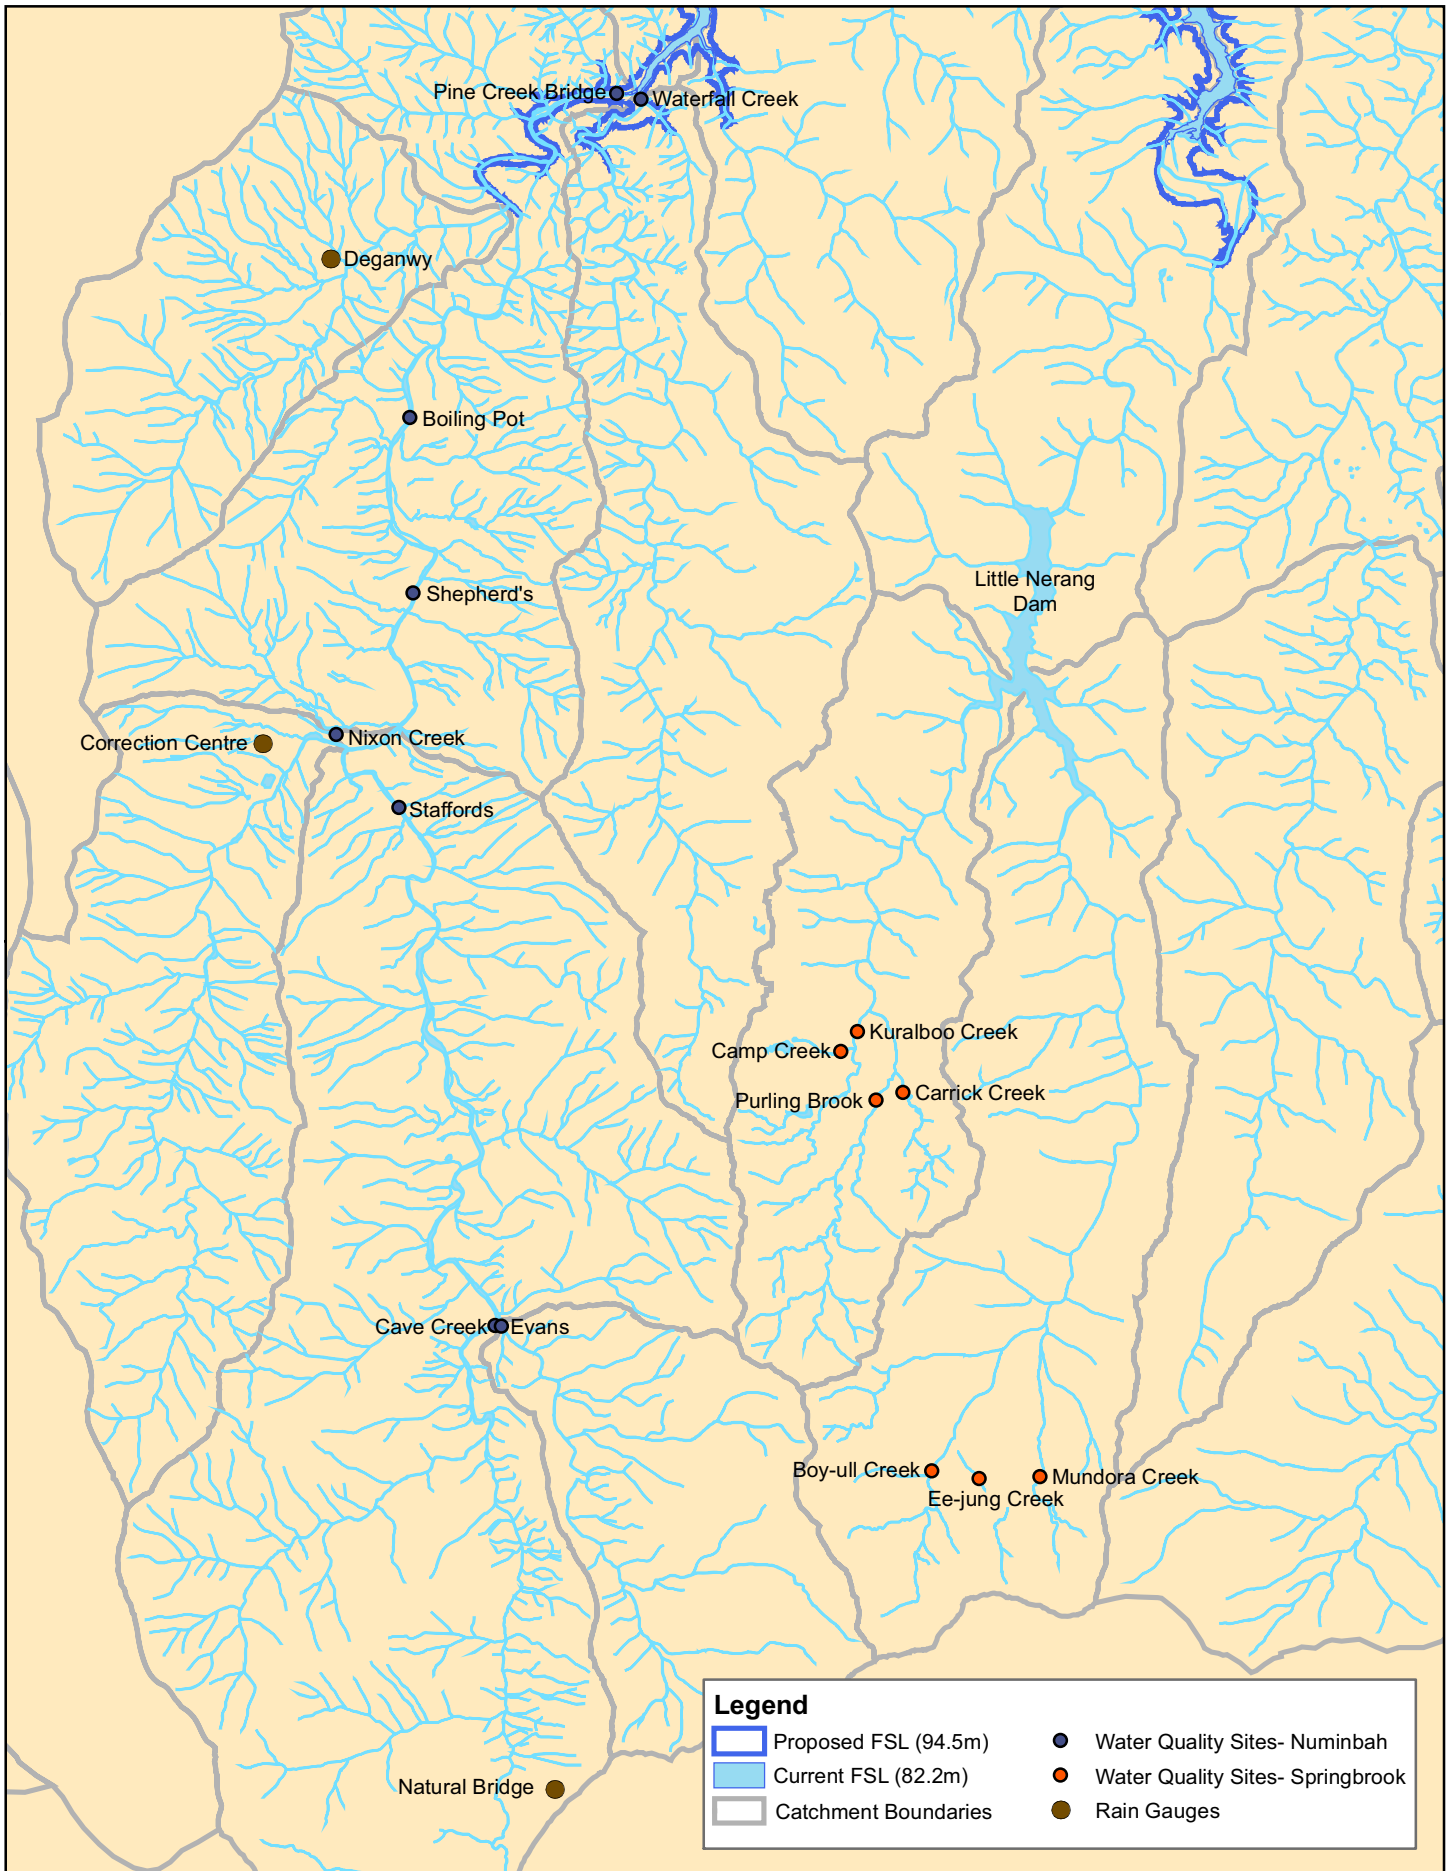 Pine Creek Bridge
Waterfall Creek
Deganwy
Boiling Pot
Little Nerang
Dam
Shepherd's
Nixon Creek
Correction Centre
Staffords
Kuralboo Creek
Camp Creek
Carrick Creek
Purling Brook
Cave Creek
Evans
Boy-ull Creek
Mundora Creek
Ee-jung Creek
Natural Bridge
Legend
Proposed FSL (94.5m)
Current FSL (82.2m)
Catchment Boundaries
Water Quality Sites- Numinbah
Water Quality Sites- Springbrook
Rain Gauges